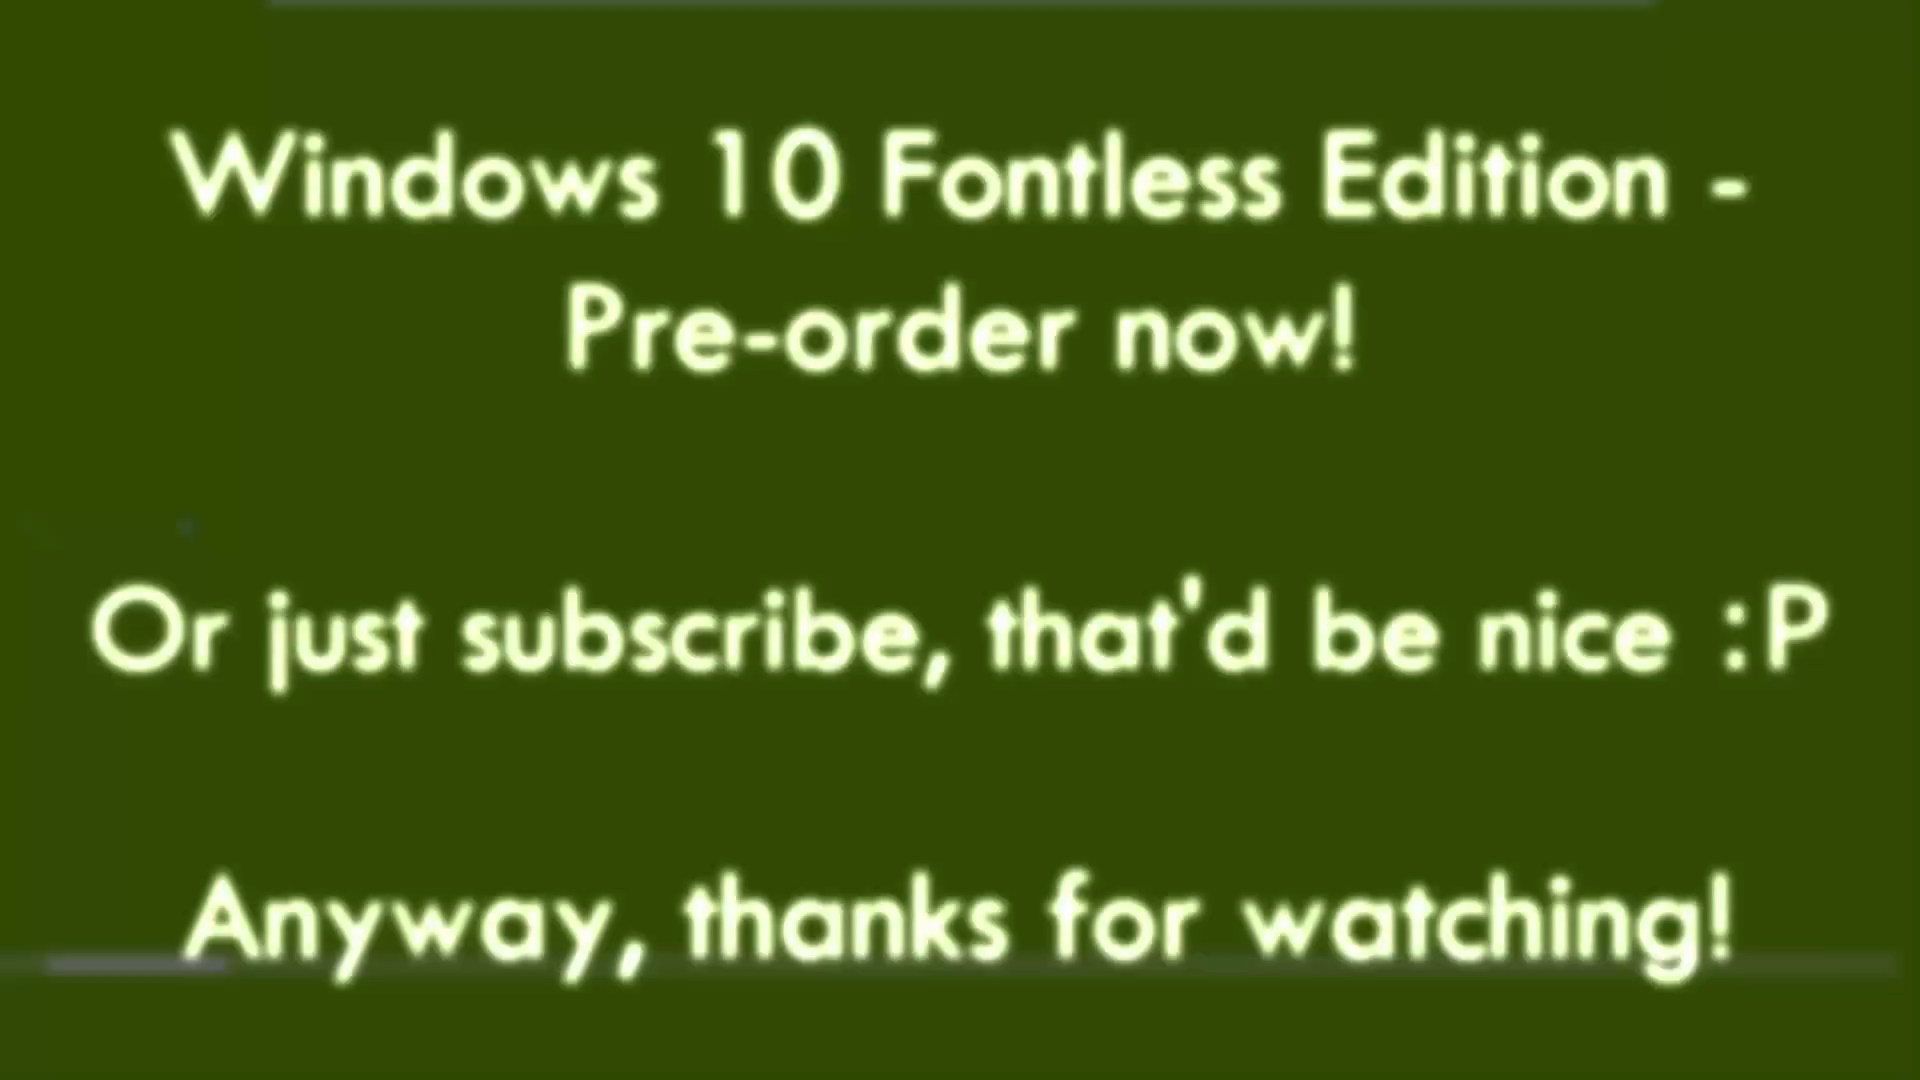 Windows 10 Fontless Edition -
Pre-order now!
Or just subscribe, that'd be nice :P
Anyway, thanks for watching!